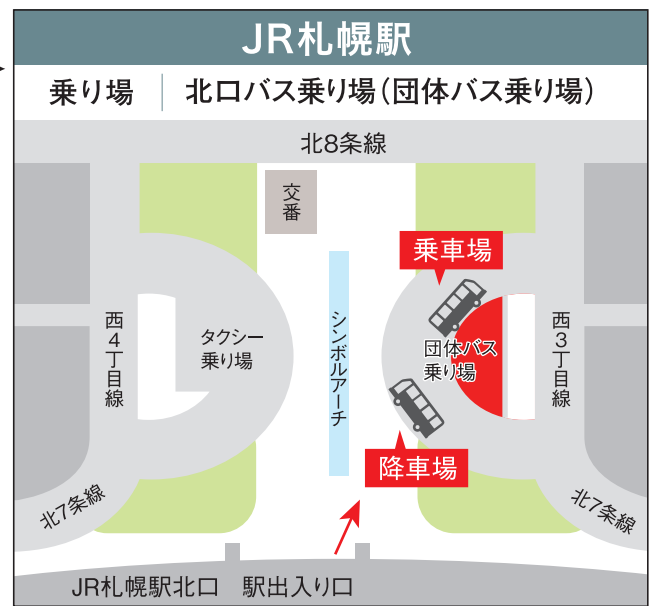 JR札幌駅
乗り場
北口バス乗り場(団体バス乗り場)
北8条線
交番
乗車場
西4丁目線
タクシー
乗り場
シンボルアーチ
団体バス
乗り場
西3丁目線
降車場
北7条線
北7条線
JR札幌駅北口 駅出入り口